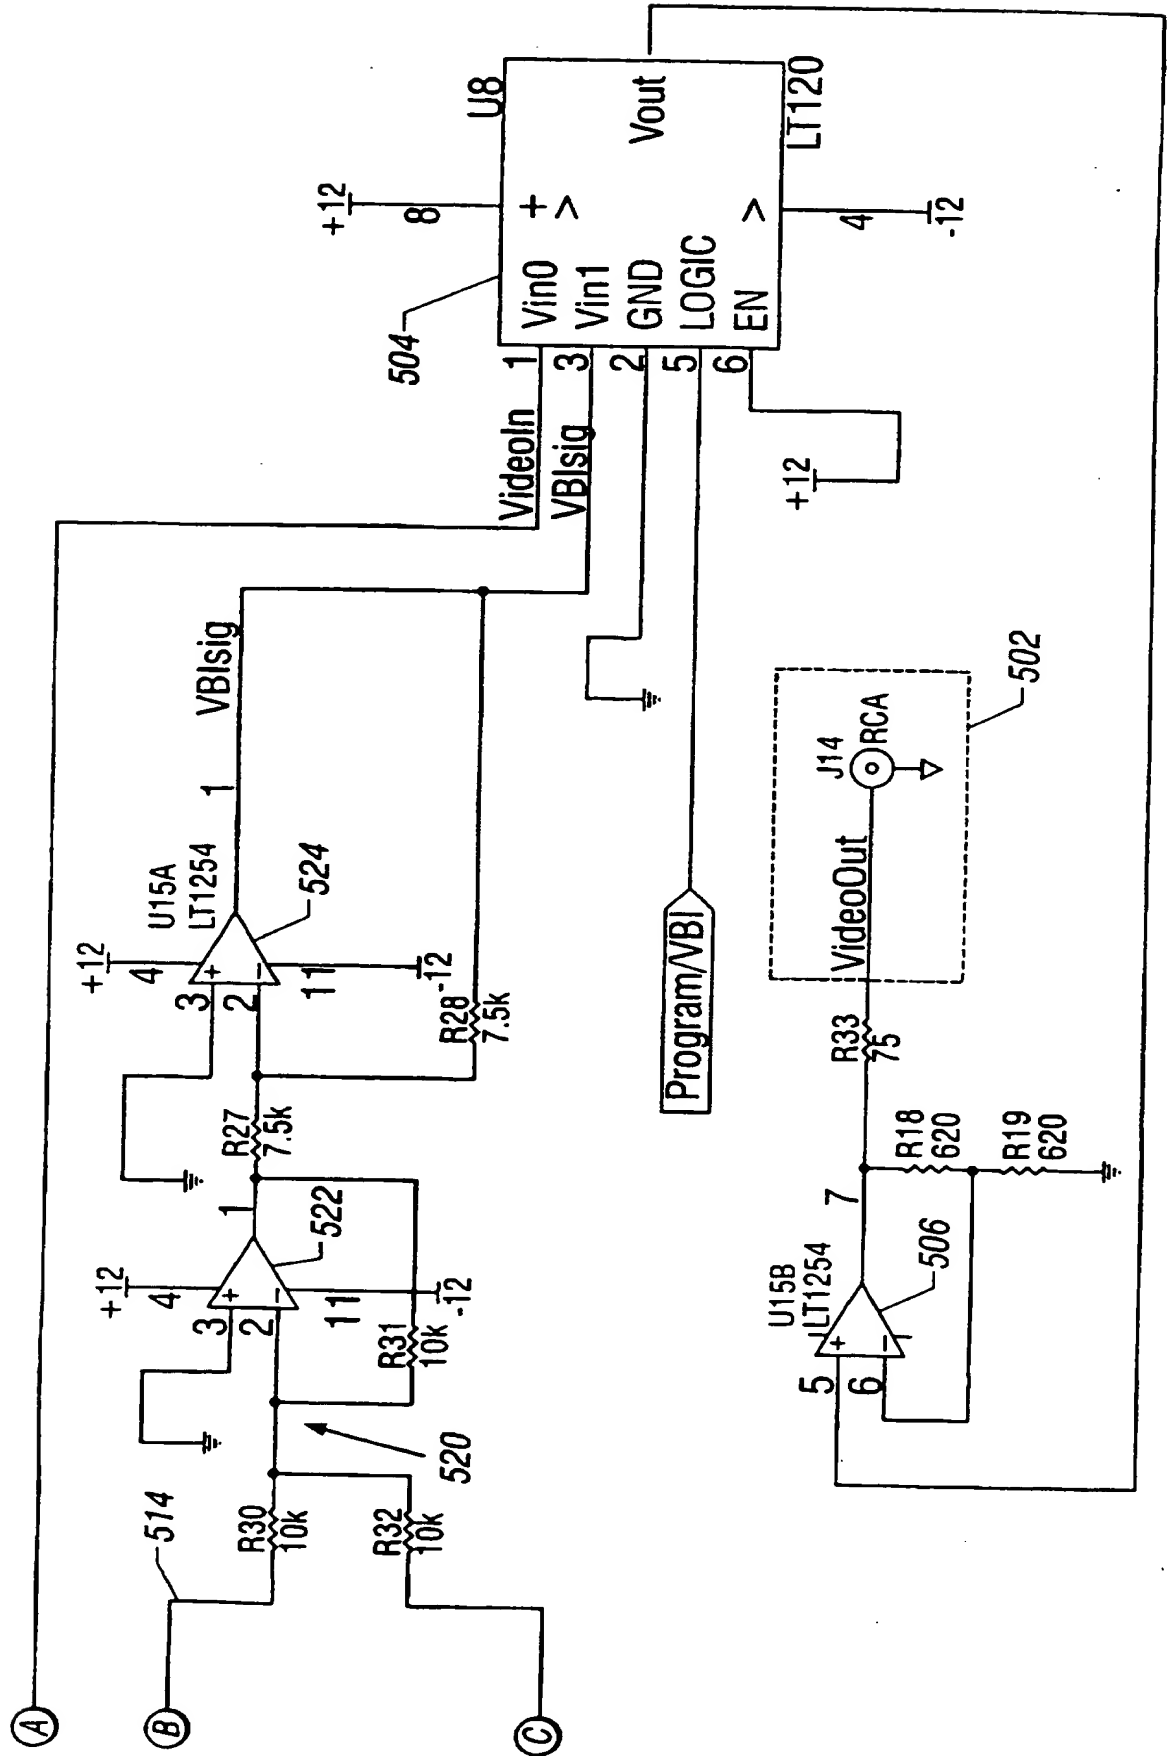 A
B
514
R30
10k
R32
10k
C
520
+12
4
3
+
2
-
11
-12
1
522
R31
10k
R27
7.5k
+12
4
3
+
2
-
11
-12
U15A
LT1254
524
1
VBIsig
R28
7.5k
VideoIn
VBIsig
1
3
2
5
6
504
U8
+12
8
+
>
Vin0
Vin1
GND
LOGIC
EN
Vout
>
4
-12
LT120
+12
Program/VBI
U15B
LT1254
5
+
6
-
506
7
R18
620
R19
620
R33
75
VideoOut
J14
RCA
502